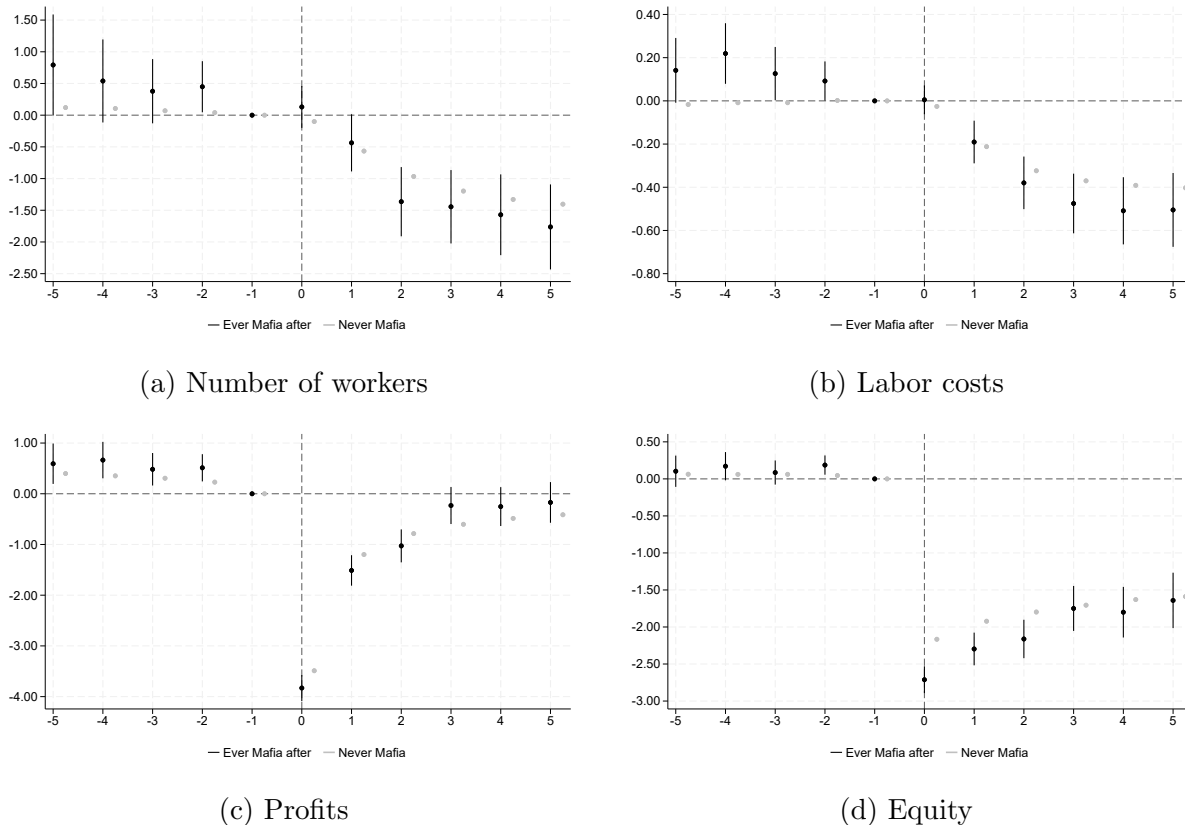 1.50
1.00
0.50
0.00
-0.50
-1.00
-1.50
-2.00
-2.50
-5 -4 -3 -2 -1 0 1 2 3 4 5
Ever Mafia after Never Mafia
(a) Number of workers
0.40
0.20
0.00
-0.20
-0.40
-0.60
-0.80
-5 -4 -3 -2 -1 0 1 2 3 4 5
Ever Mafia after Never Mafia
(b) Labor costs
1.00
0.00
-1.00
-2.00
-3.00
-4.00
-5 -4 -3 -2 -1 0 1 2 3 4 5
Ever Mafia after Never Mafia
(c) Profits
0.50
0.00
-0.50
-1.00
-1.50
-2.00
-2.50
-3.00
-5 -4 -3 -2 -1 0 1 2 3 4 5
Ever Mafia after Never Mafia
(d) Equity